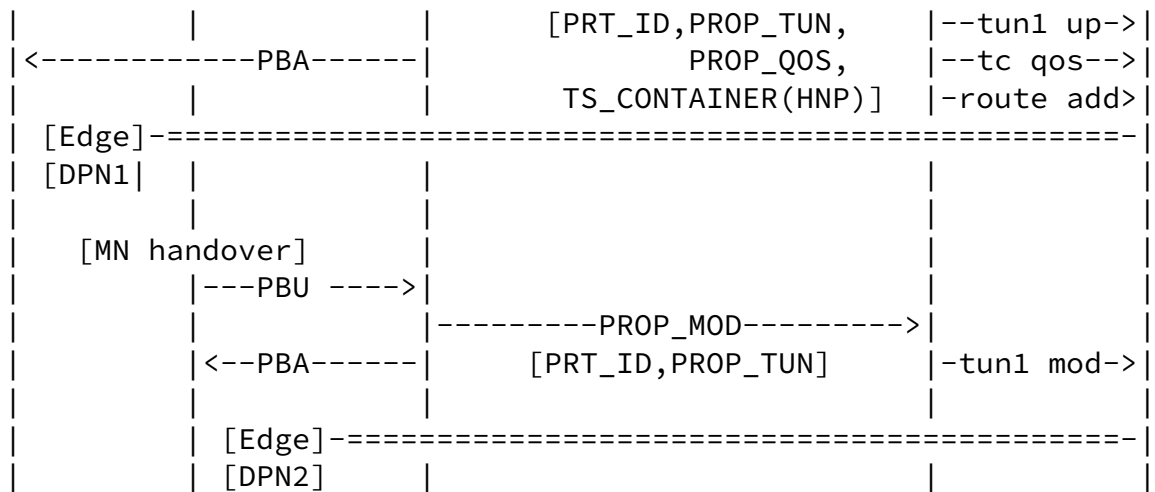 |         |            |      [PRT_ID,PROP_TUN,    |--tun1 up->|
|<------------PBA------|              PROP_QOS,    |--tc qos-->|
|         |            |       TS_CONTAINER(HNP)]  |-route add>|
| [Edge]-=====================================================-|
| [DPN1|  |            |                           |           |
|         |            |                           |           |
|   [MN handover]      |                           |           |
|         |---PBU ---->|                           |           |
|         |            |---------PROP_MOD--------->|           |
|         |<--PBA------|     [PRT_ID,PROP_TUN]     |-tun1 mod->|
|         |            |                           |           |
|         | [Edge]-===========================================-|
|         | [DPN2]     |                           |           |